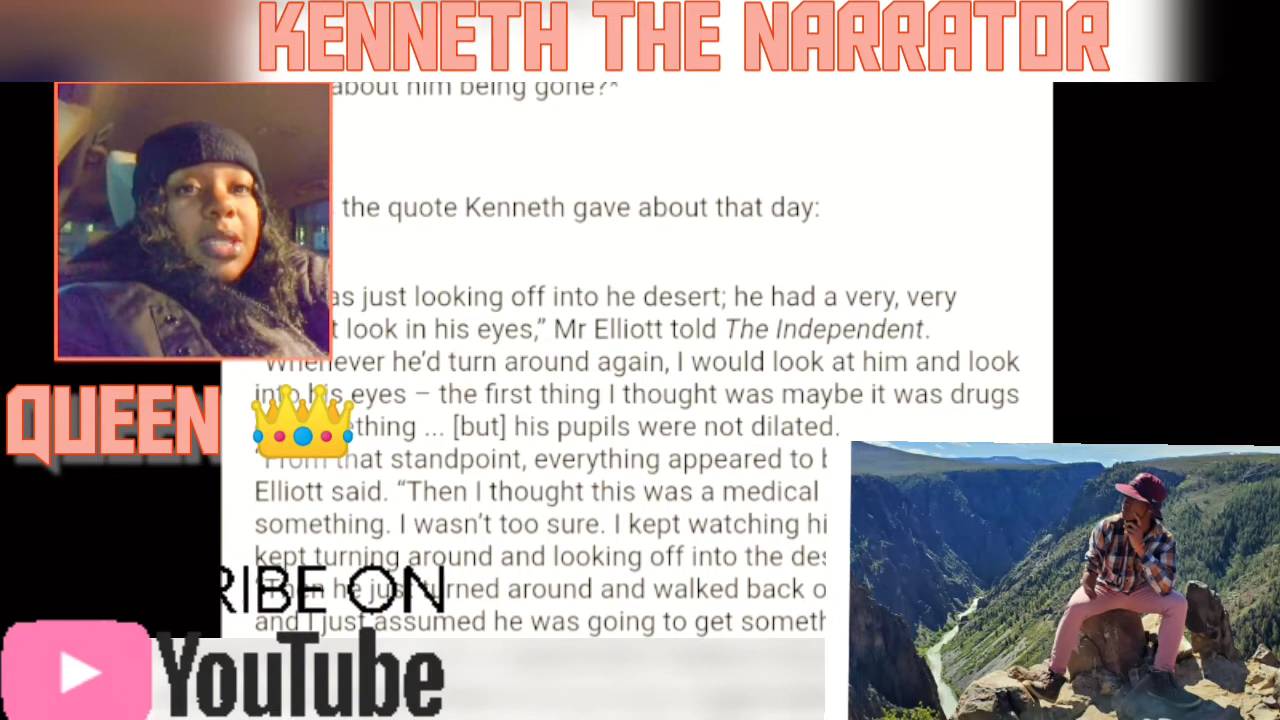 KENNETH THE NARRATOR
about him being gone?*
the quote Kenneth gave about that day:
as just looking off into he desert; he had a very, very
look in his eyes,” Mr Elliott told The Independent.
“Whenever he’d turn around again, I would look at him and look
into his eyes – the first thing I thought was maybe it was drugs
... [but] his pupils were not dilated.
QUEEN
“From that standpoint, everything appeared to
Elliott said. “Then I thought this was a medical
something. I wasn’t too sure. I kept watching
kept turning around and looking off into the
“Then he just turned around and walked back
and I just assumed he was going to get
RIBE ON
YouTube